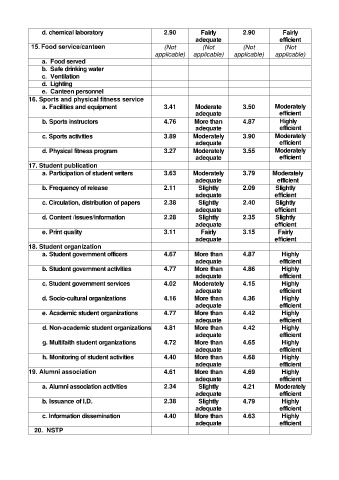 d. chemical laboratory 2.90 Fairly 2.90 Fairly
adequate efficient
15. Food service/canteen (Not (Not (Not (Not
applicable) applicable) applicable) applicable)
a. Food served
b. Safe drinking water
c. Ventilation
d. Lighting
e. Canteen personnel
16. Sports and physical fitness service
a. Facilities and equipment 3.41 Moderate 3.50 Moderately
adequate efficient
b. Sports instructors 4.76 More than 4.87 Highly
adequate efficient
c. Sports activities 3.89 Moderately 3.90 Moderately
adequate efficient
d. Physical fitness program 3.27 Moderately 3.55 Moderately
adequate efficient
17. Student publication
a. Participation of student writers 3.63 Moderately 3.79 Moderately
adequate efficient
b. Frequency of release 2.11 Slightly 2.09 Slightly
adequate efficient
c. Circulation, distribution of papers 2.38 Slightly 2.40 Slightly
adequate efficient
d. Content /issues/information 2.28 Slightly 2.35 Slightly
adequate efficient
e. Print quality 3.11 Fairly 3.15 Fairly
adequate efficient
18. Student organization
a. Student government officers 4.67 More than 4.87 Highly
adequate efficient
b. Student government activities 4.77 More than 4.86 Highly
adequate efficient
c. Student government services 4.02 Moderately 4.15 Highly
adequate efficient
d. Socio-cultural organizations 4.16 More than 4.36 Highly
adequate efficient
e. Academic student organizations 4.77 More than 4.42 Highly
adequate efficient
d. Non-academic student organizations 4.81 More than 4.42 Highly
adequate efficient
g. Multifaith student organizations 4.72 More than 4.65 Highly
adequate efficient
h. Monitoring of student activities 4.40 More than 4.68 Highly
adequate efficient
19. Alumni association 4.61 More than 4.69 Highly
adequate efficient
a. Alumni association activities 2.34 Slightly 4.21 Moderately
adequate efficient
b. Issuance of I.D. 2.38 Slightly 4.79 Highly
adequate efficient
c. Information dissemination 4.40 More than 4.63 Highly
adequate efficient
20. NSTP